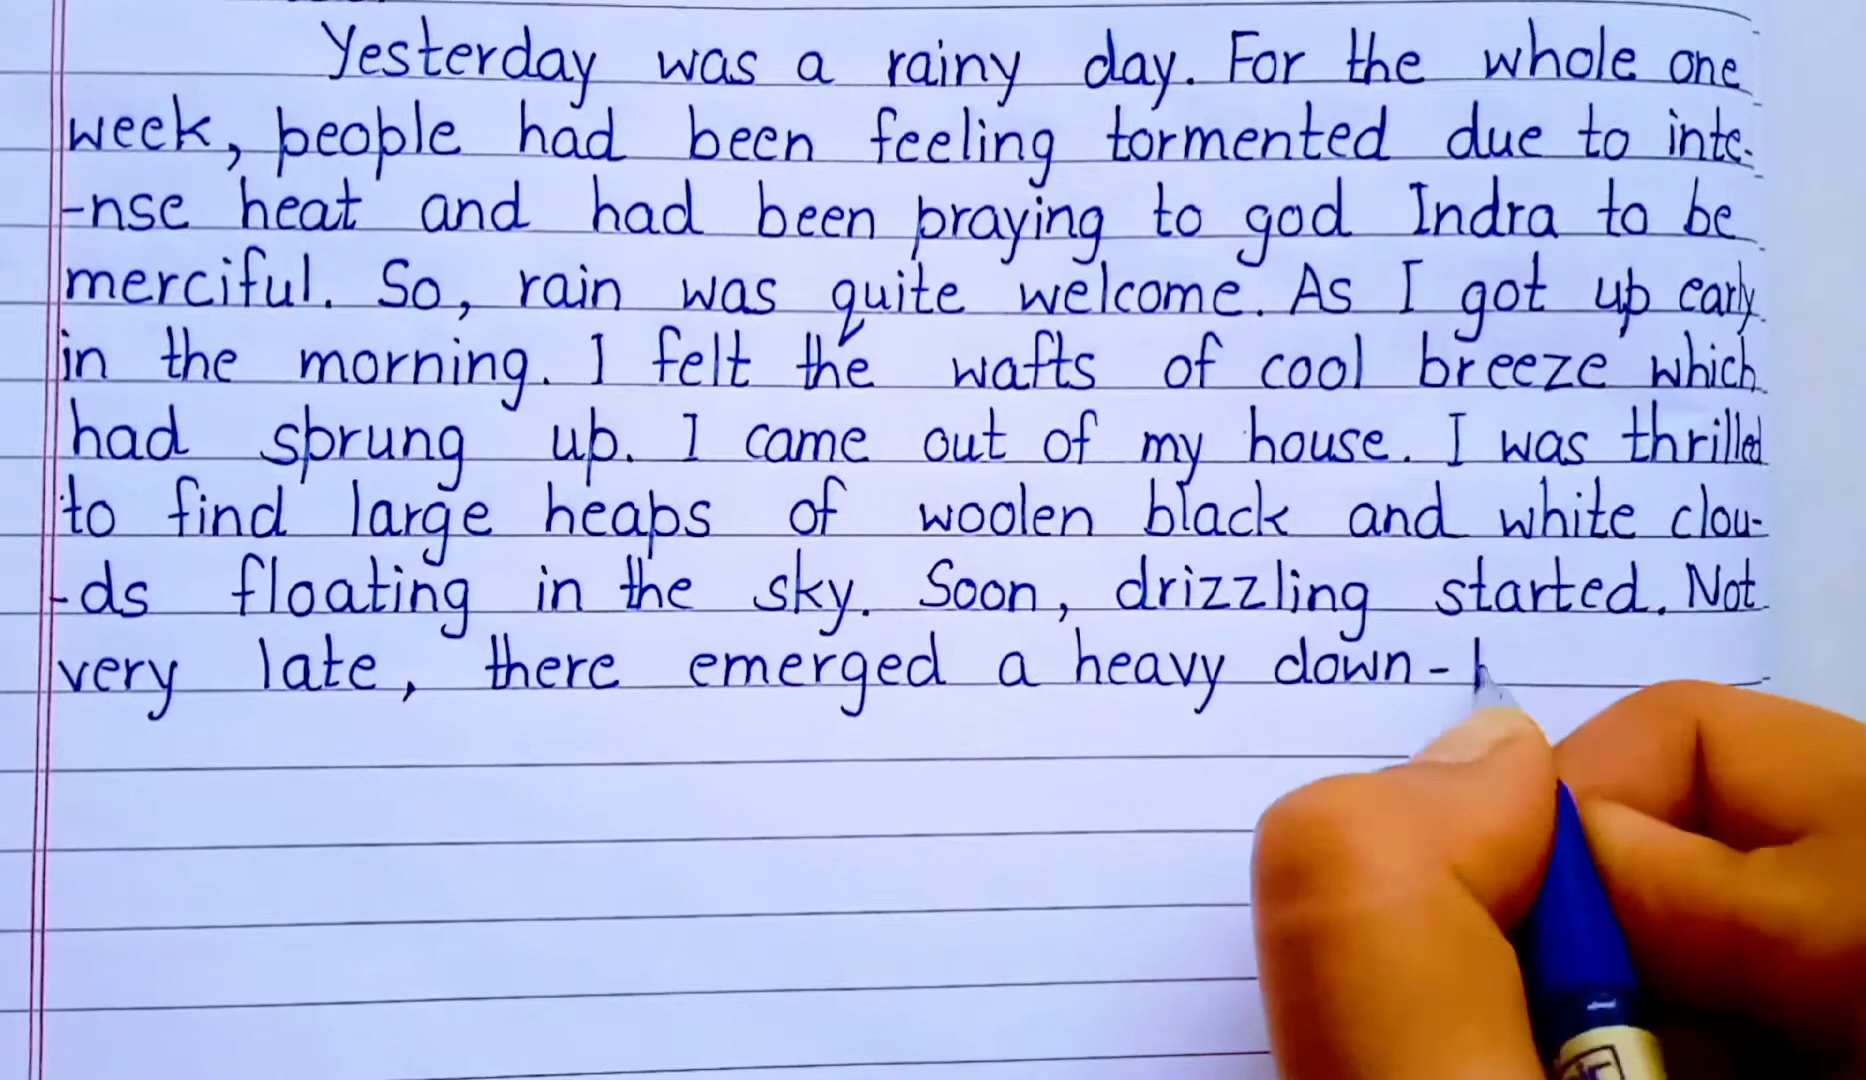 Yesterday was a rainy day. For the whole one
week, people had been feeling tormented due to inte-
-nse heat and had been praying to god Indra to be
merciful. So, rain was quite welcome. As I got up early
in the morning. I felt the wafts of cool breeze which
had sprung up. I came out of my house. I was thrilled
to find large heaps of woolen black and white clou-
-ds floating in the sky. Soon, drizzling started. Not
very late, there emerged a heavy down-